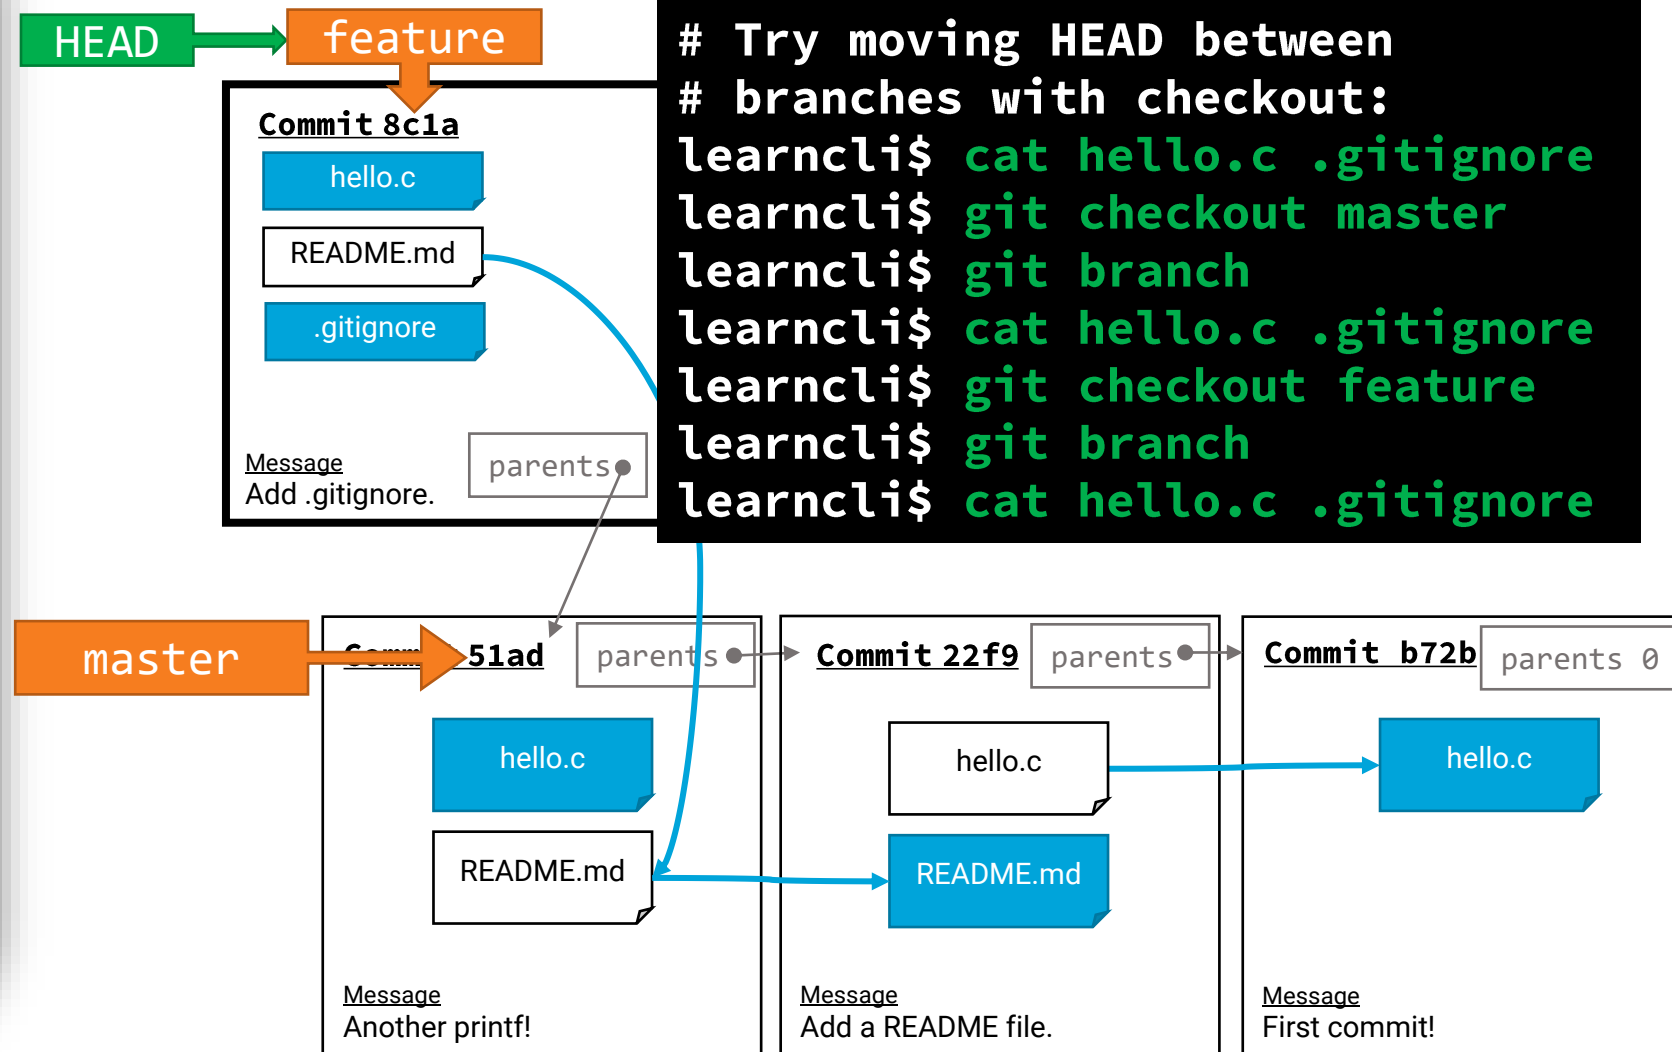 HEAD
feature
# Try moving HEAD between
# branches with checkout:
learncli$ cat hello.c .gitignore
learncli$ git checkout master
learncli$ git branch
learncli$ cat hello.c .gitignore
learncli$ git checkout feature
learncli$ git branch
learncli$ cat hello.c .gitignore
Commit 8c1a
hello.c
README.md
.gitignore
parents
Message
Add .gitignore.
master
Commit 51ad
parents
hello.c
README.md
Message
Another printf!
Commit 22f9
parents
hello.c
README.md
Message
Add a README file.
Commit b72b
parents 0
hello.c
Message
First commit!